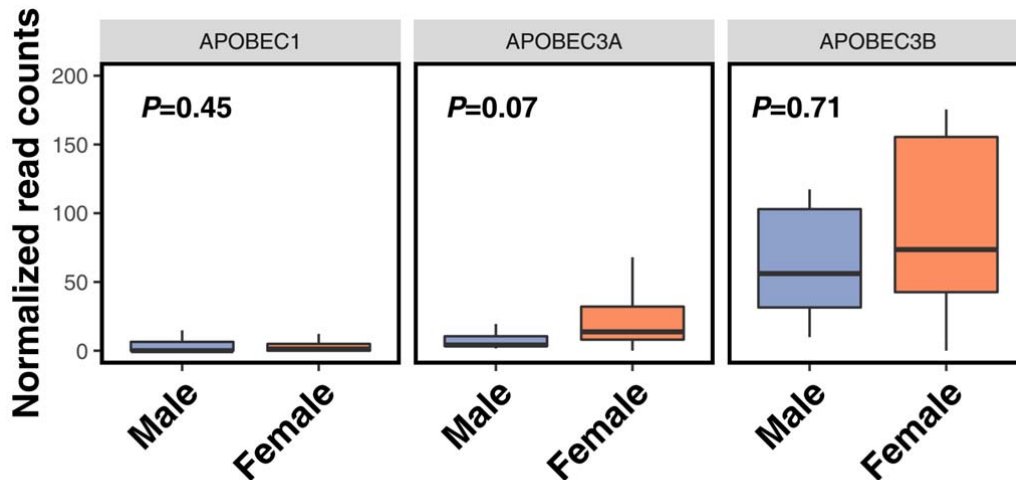 Normalized read counts
APOBEC1
APOBEC3A
APOBEC3B
200
150
100
50
0
P=0.45
P=0.07
P=0.71
Male
Female
Male
Female
Male
Female